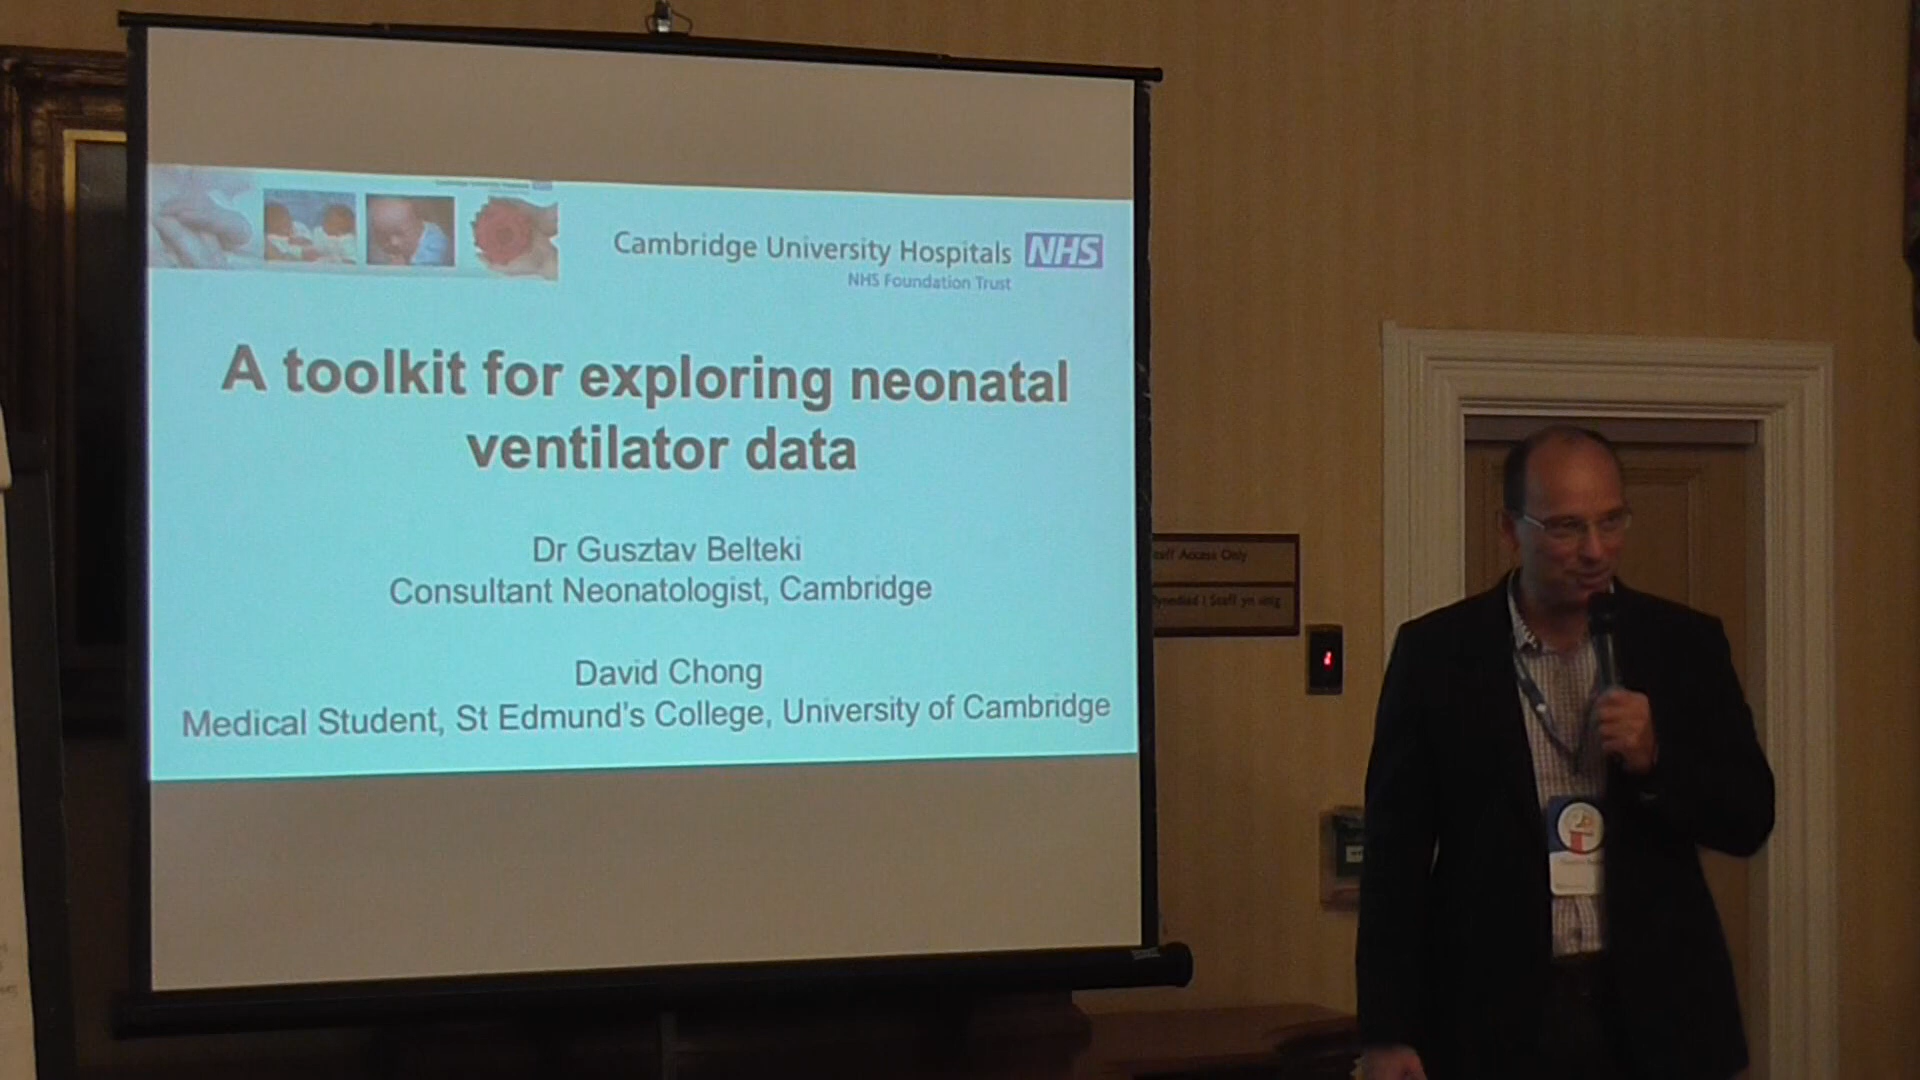 Cambridge University Hospitals NHS
NHS Foundation Trust
A toolkit for exploring neonatal
ventilator data
Dr Gusztav Belteki
Consultant Neonatologist, Cambridge
David Chong
Medical Student, St Edmund's College, University of Cambridge
Access Only
Staff yn